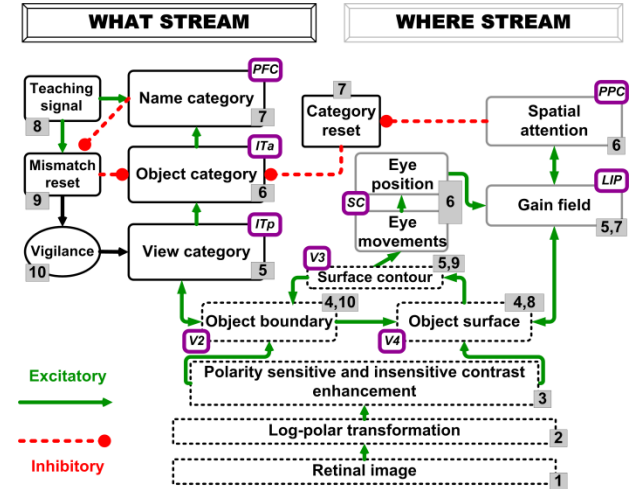 WHAT STREAM
WHERE STREAM
PFC
Teaching
signal
8
Name category
7
7
Category
reset
PPC
Spatial
attention
6
Mismatch
reset
9
ITa
Object category
6
Eye
position
SC
6
Eye
movements
LIP
Gain field
5,7
Vigilance
10
ITp
View category
5
V3
5,9
Surface contour
4,10
Object boundary
V2
4,8
Object surface
V4
Excitatory
Polarity sensitive and insensitive contrast
enhancement
3
Log-polar transformation
2
Inhibitory
Retinal image
1